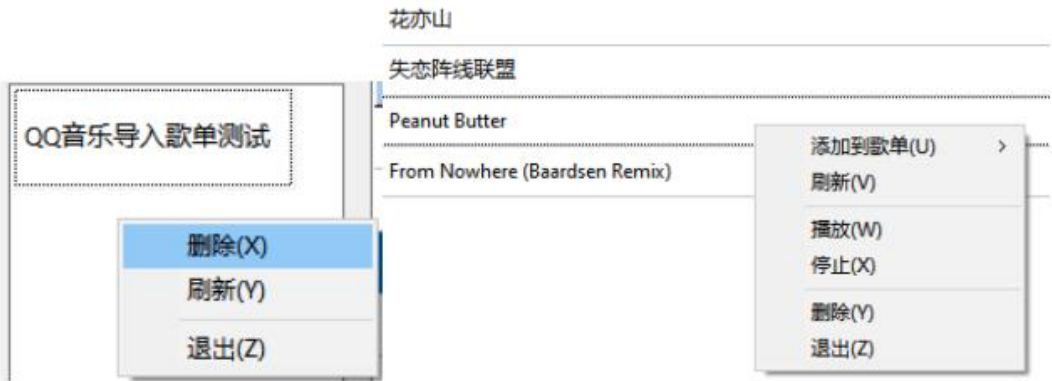 QQ音乐导入歌单测试
删除(X)
刷新(Y)
退出(Z)
花亦山
失恋阵线联盟
Peanut Butter
From Nowhere (Baardsen Remix)
添加到歌单(U)
刷新(V)
播放(W)
停止(X)
删除(Y)
退出(Z)